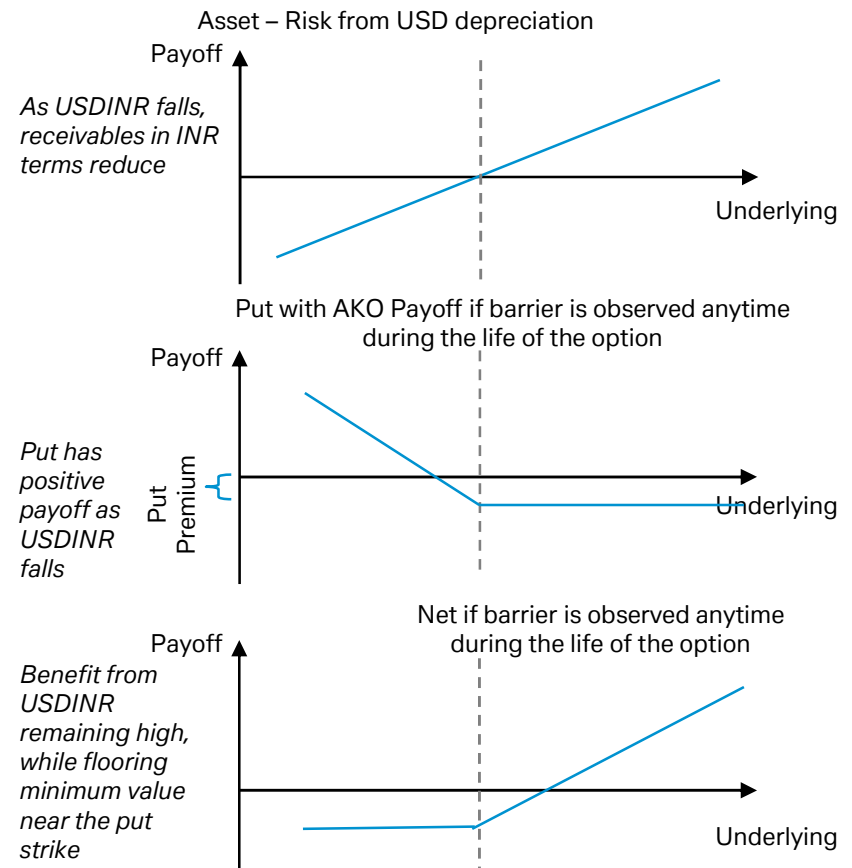 Asset – Risk from USD depreciation
Payoff
As USDINR falls,
receivables in INR
terms reduce
Underlying
Put with AKO Payoff if barrier is observed anytime
during the life of the option
Payoff
Put has
positive
payoff as
USDINR
falls
Put
Premium
Underlying
Net if barrier is observed anytime
during the life of the option
Payoff
Benefit from
USDINR
remaining high,
while flooring
minimum value
near the put
strike
Underlying